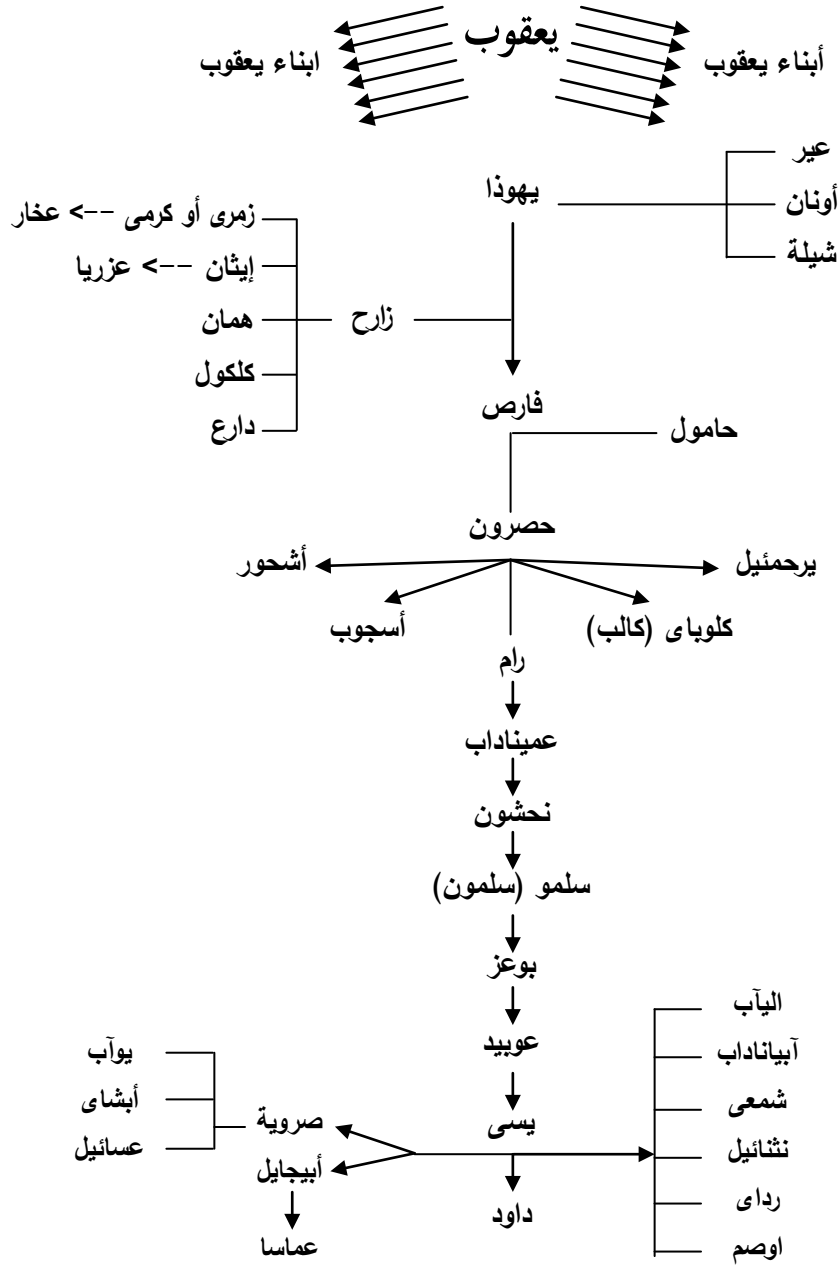 يعقوب
أبناء يعقوب
ابناء يعقوب
عير
يهوذا
أونان
شيلة
زمرى أو كرمى --> عخار
إيثان --> عزريا
زارح
همان
كلكول
دارع
فارص
حامول
حصرون
يرحمئيل
أشحور
كلوباى (كالب)
أسجوب
رام
عميناداب
نحشون
سلمو (سلمون)
بوعز
عوبيد
يسى
داود
اليآب
آبياناداب
شمعى
نثنائيل
رداى
اوصم
صروية
أبيجايل
عماسا
يوآب
أبشاى
عسائيل